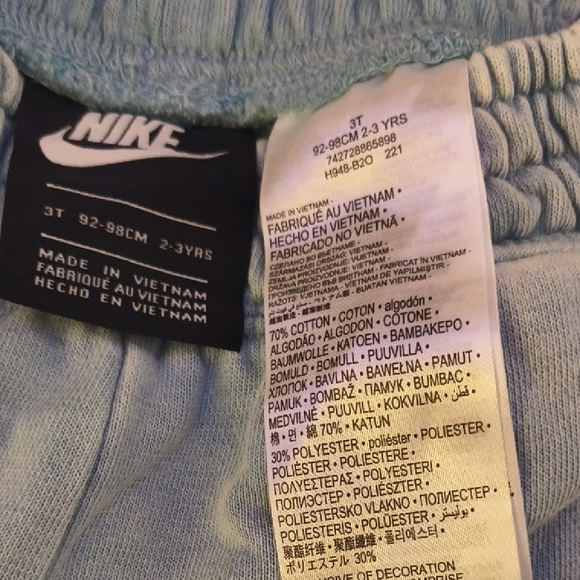 NIKE
3T 92-98CM 2-3YRS
MADE IN VIETNAM
FABRIQUÉ AU VIETNAM
HECHO EN VIETNAM
3T
92-98CM 2-3 YRS
742728865898
H948-B2O 221
MADE IN VIETNAM •
FABRIQUÉ AU VIETNAM •
HECHO EN VIETNAM •
FABRICADO NO VIETNÃ •
70% COTTON • COTON • algodón •
ALGODÃO • ALGODON • CÓTONE •
BAUMWOLLE • KATOEN • BAMBAKEPO •
BOMULD • BOMULL • PUUVILLA •
ХЛОПОК • BAVLNA • BAWEŁNA • PAMUT •
PAMUK • BOMBAŽ • ПАМУК • BUMBAC •
MEDVILNĖ • PUUVILL • KOKVILNA • قطن •
棉 • 면 • 綿 70% • KATUN
30% POLYESTER • poliéster • POLIESTER •
POLIÉSTER • POLIESTERE •
ΠΟΛΥΕΣΤΕΡΑΣ • POLYESTERI •
ПОЛИЭСТЕР • POLIÉSZTER •
POLIESTERSKO VLAKNO • ПОЛИЕСТЕР •
POLIESTERIS • POLÜESTER • بوليستر •
聚酯纤维 • 聚酯纖維 • 폴리에스터 •
ポリエステル 30%
OF DECORATION